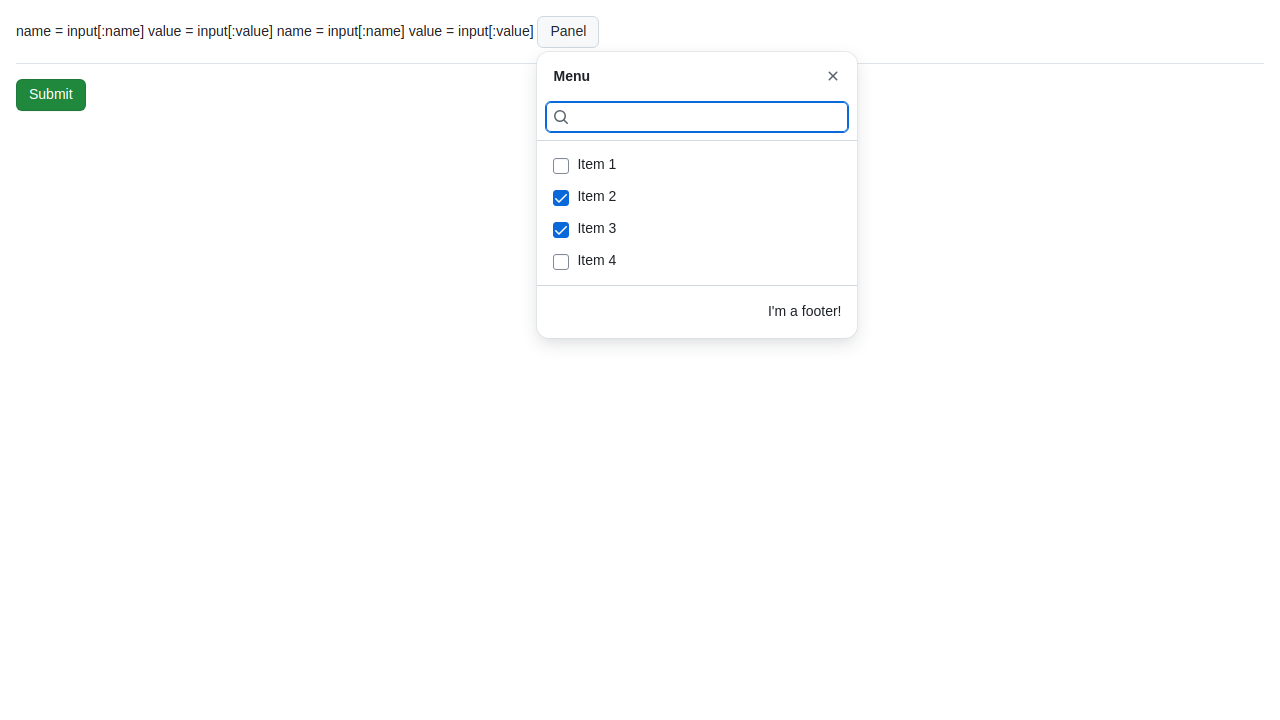 name = input[:name] value = input[:value] name = input[:name] value = input[:value] Panel
Menu
Submit
Item 1
Item 2
Item 3
Item 4
I'm a footer!